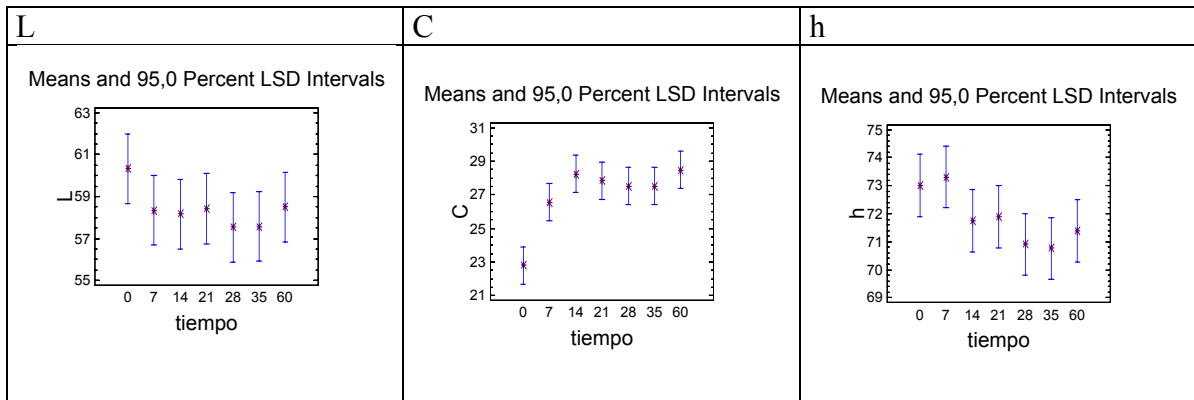 L
C
h
Means and 95,0 Percent LSD Intervals
63
61
59
57
55
L
0 7 14 21 28 35 60
tiempo
Means and 95,0 Percent LSD Intervals
31
29
27
25
23
21
C
0 7 14 21 28 35 60
tiempo
Means and 95,0 Percent LSD Intervals
75
74
73
72
71
70
69
h
0 7 14 21 28 35 60
tiempo